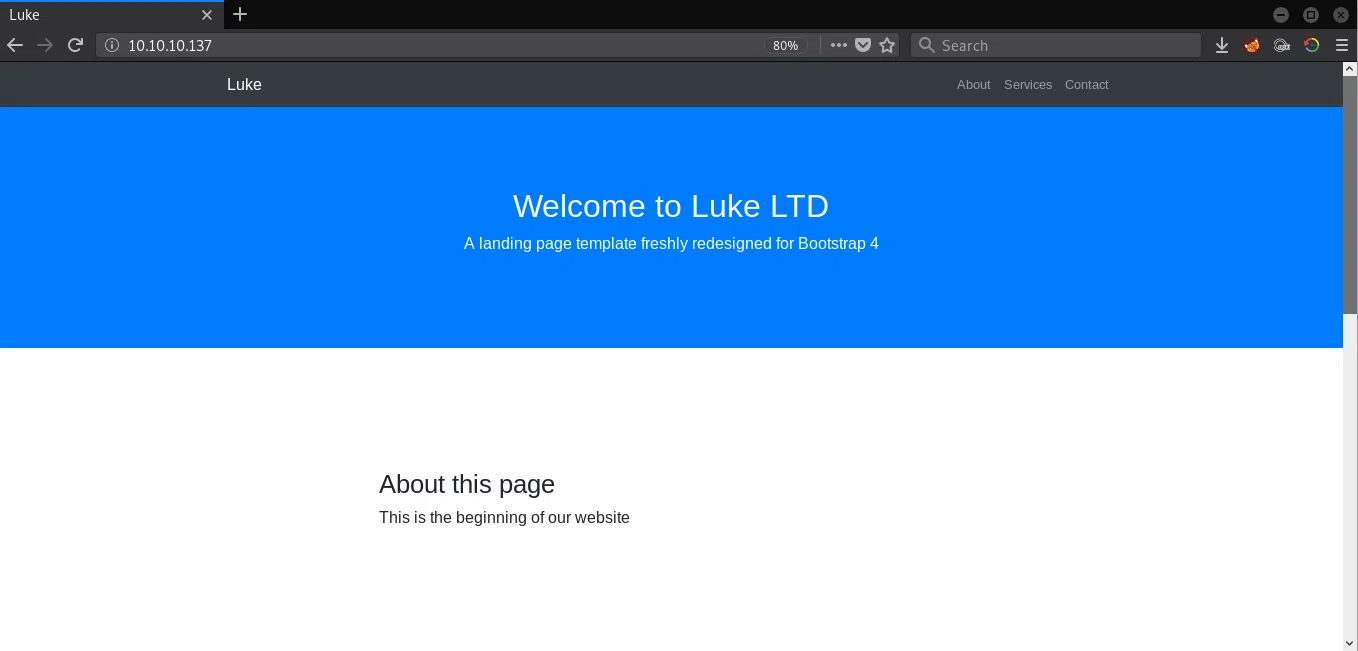 Luke
10.10.10.137
80%
Search
Luke
About Services Contact
Welcome to Luke LTD
A landing page template freshly redesigned for Bootstrap 4
About this page
This is the beginning of our website